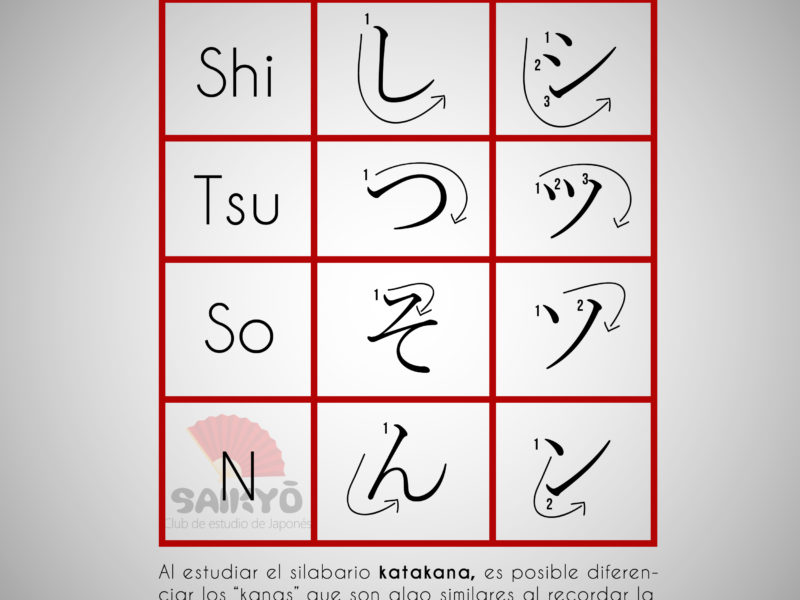 Shi し シ
Tsu つ ツ
So そ ソ
N ん ン
SAIKYŌ
Club de estudio de Japonés
Al estudiar el silabario katakana, es posible diferen-
ciar los "kanas" que son algo similares al recordar la